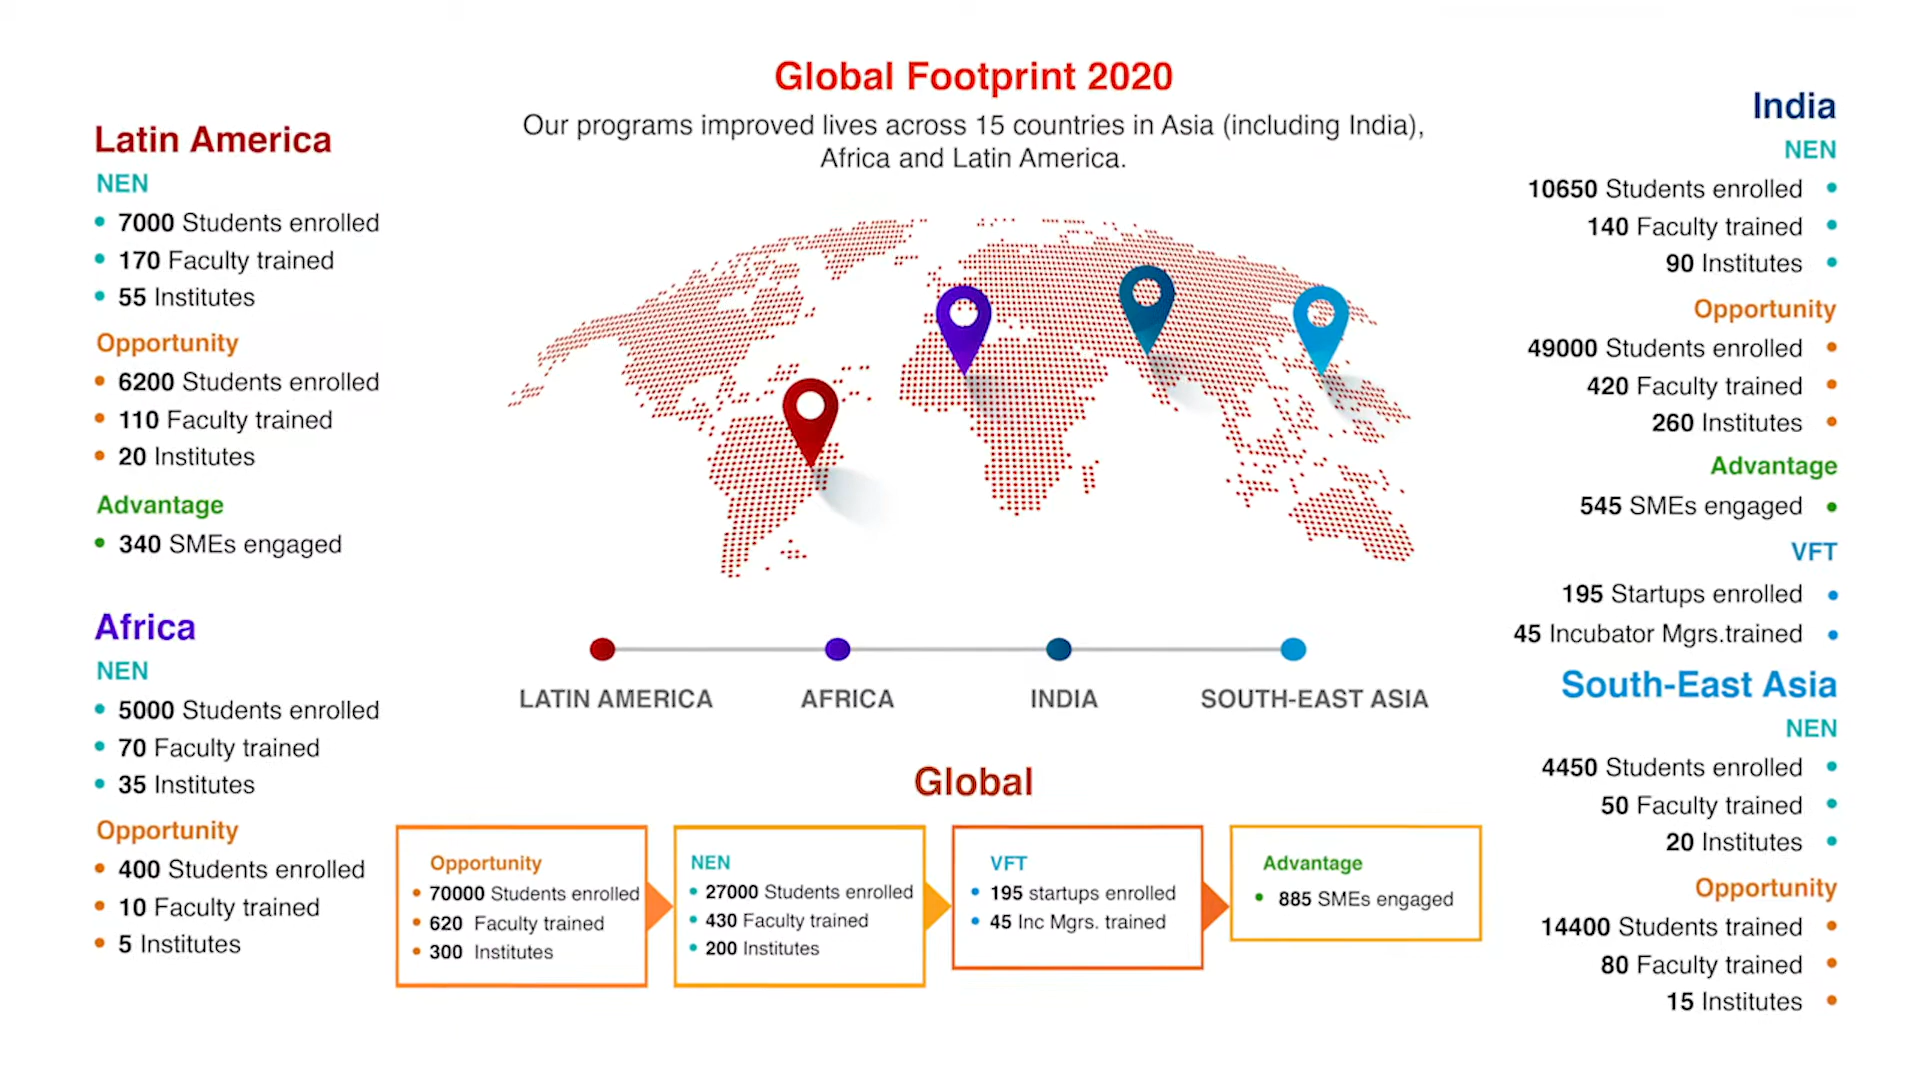 Global Footprint 2020
Our programs improved lives across 15 countries in Asia (including India),
Africa and Latin America.
Latin America
NEN
7000 Students enrolled
170 Faculty trained
55 Institutes
Opportunity
6200 Students enrolled
110 Faculty trained
20 Institutes
Advantage
340 SMEs engaged
Africa
NEN
5000 Students enrolled
70 Faculty trained
35 Institutes
Opportunity
400 Students enrolled
10 Faculty trained
5 Institutes
LATIN AMERICA
AFRICA
INDIA
SOUTH-EAST ASIA
Global
Opportunity
70000 Students enrolled
620 Faculty trained
300 Institutes
NEN
27000 Students enrolled
430 Faculty trained
200 Institutes
VFT
195 startups enrolled
45 Inc Mgrs. trained
Advantage
885 SMEs engaged
India
NEN
10650 Students enrolled
140 Faculty trained
90 Institutes
Opportunity
49000 Students enrolled
420 Faculty trained
260 Institutes
Advantage
545 SMEs engaged
VFT
195 Startups enrolled
45 Incubator Mgrs.trained
South-East Asia
NEN
4450 Students enrolled
50 Faculty trained
20 Institutes
Opportunity
14400 Students trained
80 Faculty trained
15 Institutes